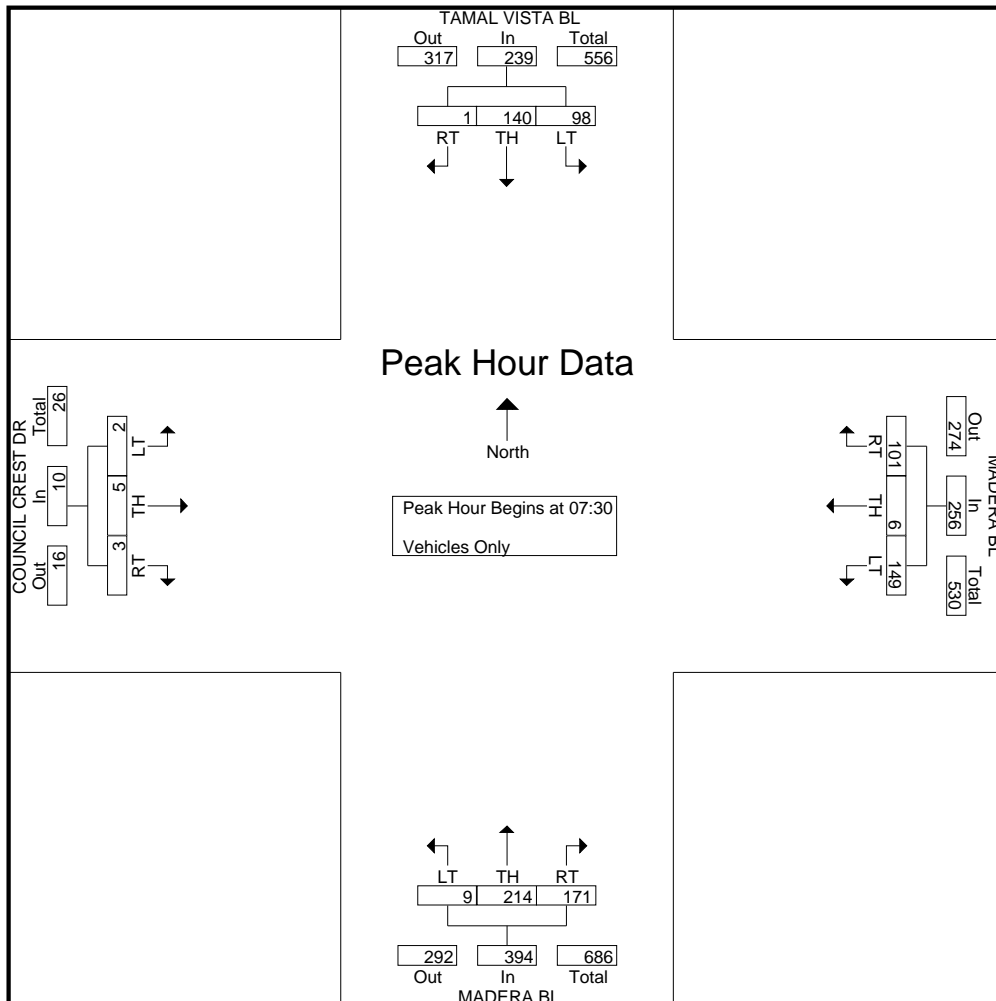 TAMAL VISTA BL
Out In Total
317 239 556
1 140 98
RT TH LT
Peak Hour Data
North
Peak Hour Begins at 07:30
Vehicles Only
COUNCIL CREST DR
Total In Out
26 10 16
2 5 3
LT TH RT
MADERA BL
Out In Total
274 256 530
101 6 149
RT TH LT
LT TH RT
9 214 171
292 394 686
Out In Total
MADERA BL